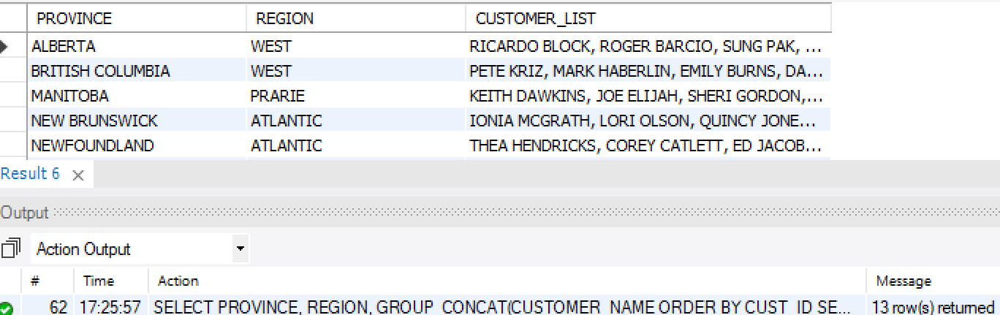 PROVINCE REGION CUSTOMER_LIST
ALBERTA WEST RICARDO BLOCK, ROGER BARCIO, SUNG PAK, ...
BRITISH COLUMBIA WEST PETE KRIZ, MARK HABERLIN, EMILY BURNS, DA...
MANITOBA PRARIE KEITH DAWKINS, JOE ELIJAH, SHERI GORDON,...
NEW BRUNSWICK ATLANTIC IONIA MCGRATH, LORI OLSON, QUINCY JONE...
NEWFOUNDLAND ATLANTIC THEA HENDRICKS, COREY CATLETT, ED JACOB...
Result 6
Output
Action Output
# Time Action Message
62 17:25:57 SELECT PROVINCE, REGION, GROUP_CONCAT(CUSTOMER_NAME ORDER BY CUST_ID SE... 13 row(s) returned